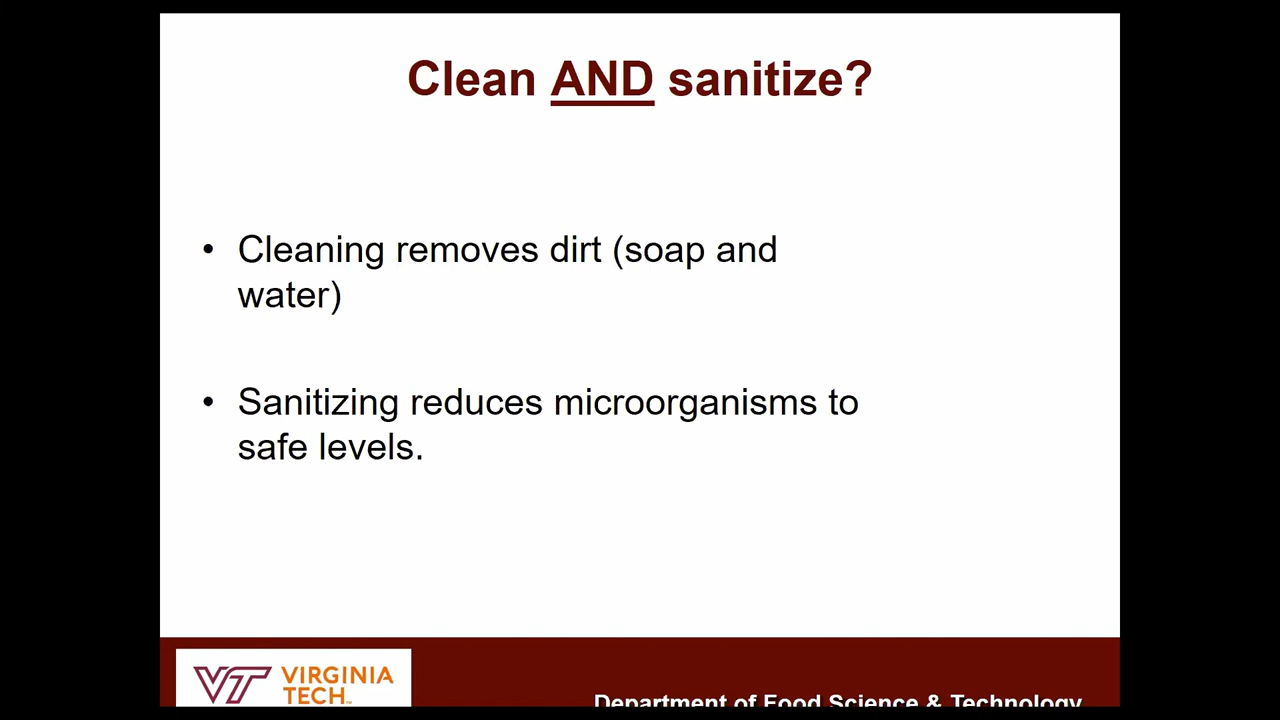 Clean AND sanitize?
• Cleaning removes dirt (soap and
water)
• Sanitizing reduces microorganisms to
safe levels.
VT VIRGINIA
TECH™
Department of Food Science & Technology